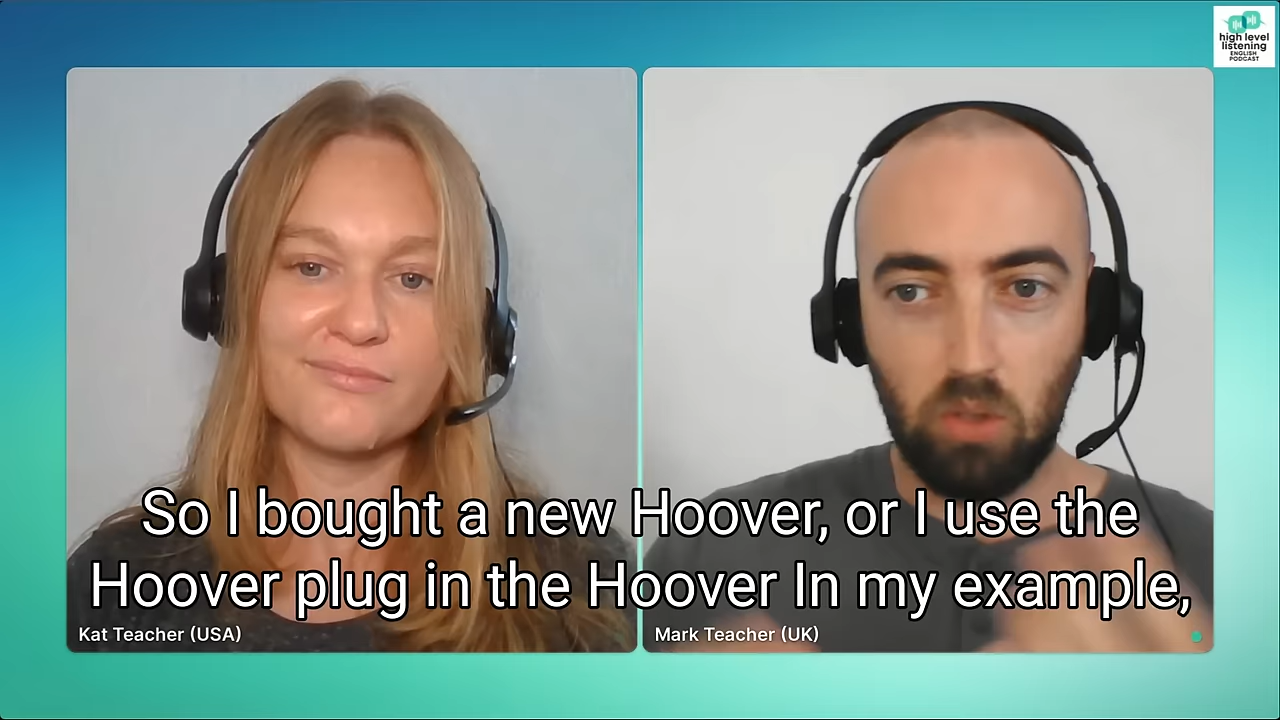 high level
listening
ENGLISH
PODCAST
So I bought a new Hoover, or I use the
Hoover plug in the Hoover In my example,
Kat Teacher (USA)
Mark Teacher (UK)